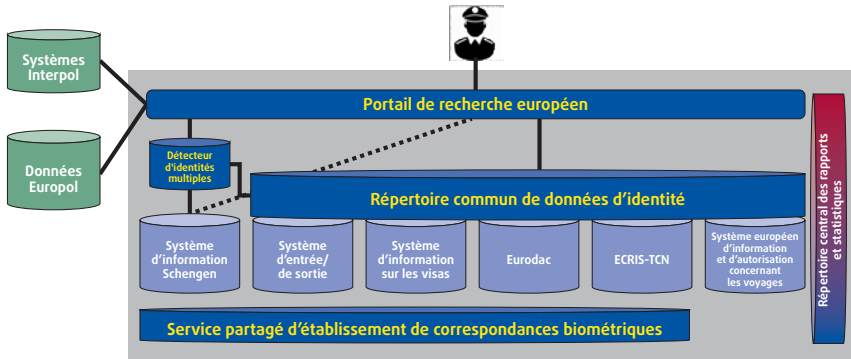 Systèmes
Interpol
Portail de recherche européen
Détecteur
d'identités
multiples
Données
Europol
Répertoire commun de données d'identité
Système
d'information
Schengen
Système
d'entrée/
de sortie
Système
d'information
sur les visas
Eurodac
ECRIS-TCN
Système européen
d'information
et d'autorisation
concernant
les voyages
Répertoire central des rapports
et statistiques
Service partagé d'établissement de correspondances biométriques